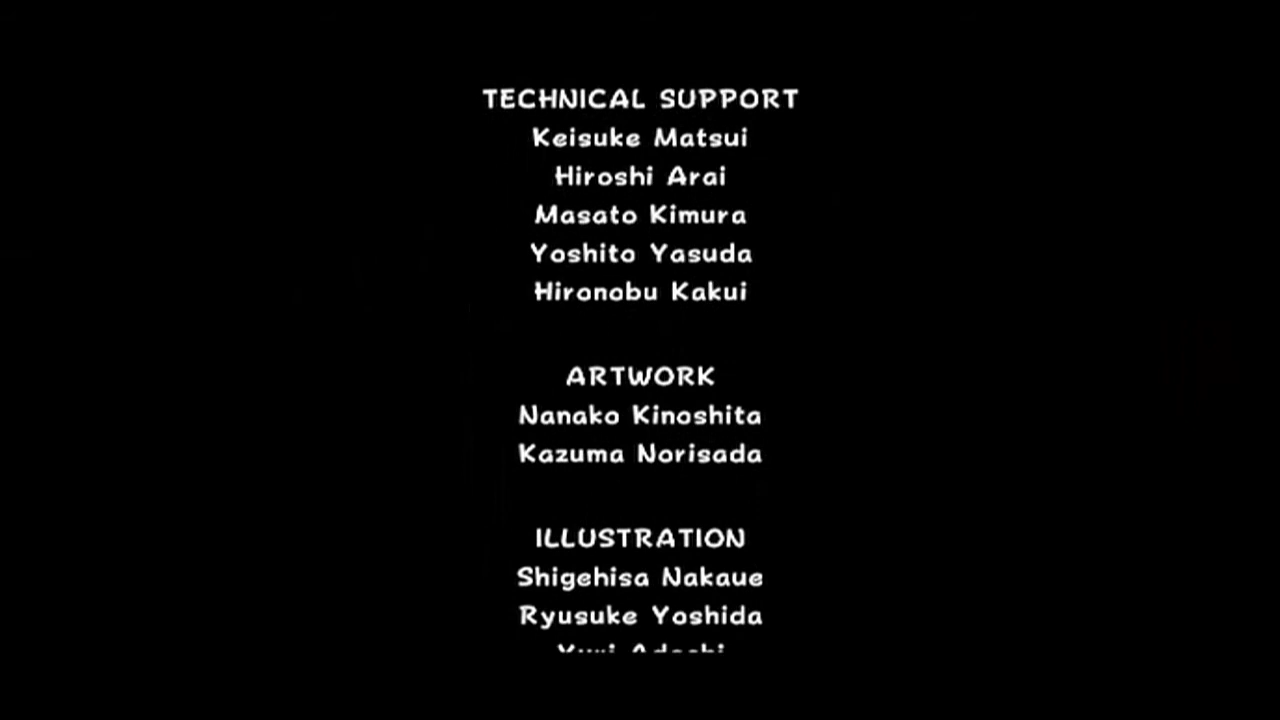 TECHNICAL SUPPORT
Keisuke Matsui
Hiroshi Arai
Masato Kimura
Yoshito Yasuda
Hironobu Kakui
ARTWORK
Nanako Kinoshita
Kazuma Norisada
ILLUSTRATION
Shigehisa Nakaue
Ryusuke Yoshida